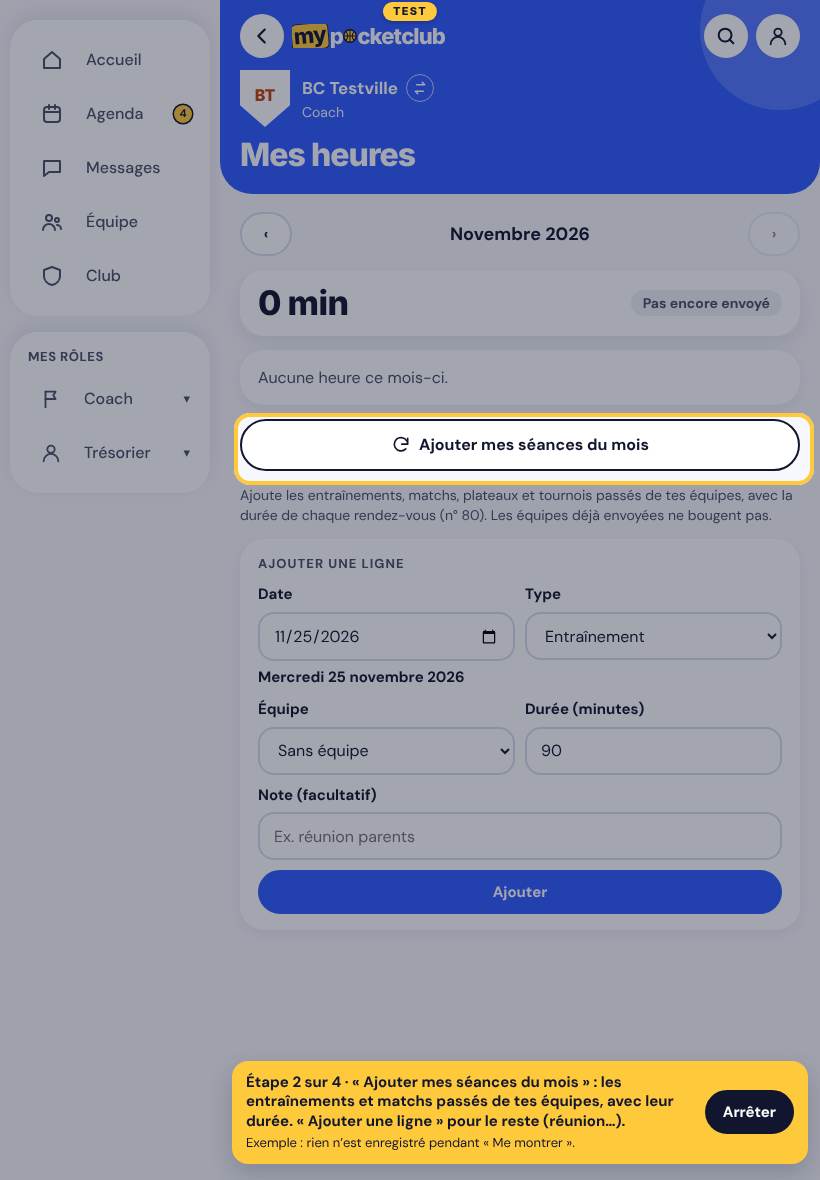 TEST
mypocketclub
BT
BC Testville
Coach
Mes heures
Accueil
Agenda
4
Messages
Équipe
Club
MES RÔLES
Coach
▾
Trésorier
▾
‹
Novembre 2026
›
0 min
Pas encore envoyé
Aucune heure ce mois-ci.
Ajouter mes séances du mois
Ajoute les entraînements, matchs, plateaux et tournois passés de tes équipes, avec la
durée de chaque rendez-vous (n° 80). Les équipes déjà envoyées ne bougent pas.
AJOUTER UNE LIGNE
Date
Type
11/25/2026
Entraînement
Mercredi 25 novembre 2026
Équipe
Durée (minutes)
Sans équipe
90
Note (facultatif)
Ex. réunion parents
Ajouter
Étape 2 sur 4 · « Ajouter mes séances du mois » : les
entraînements et matchs passés de tes équipes, avec leur
durée. « Ajouter une ligne » pour le reste (réunion…).
Exemple : rien n’est enregistré pendant « Me montrer ».
Arrêter